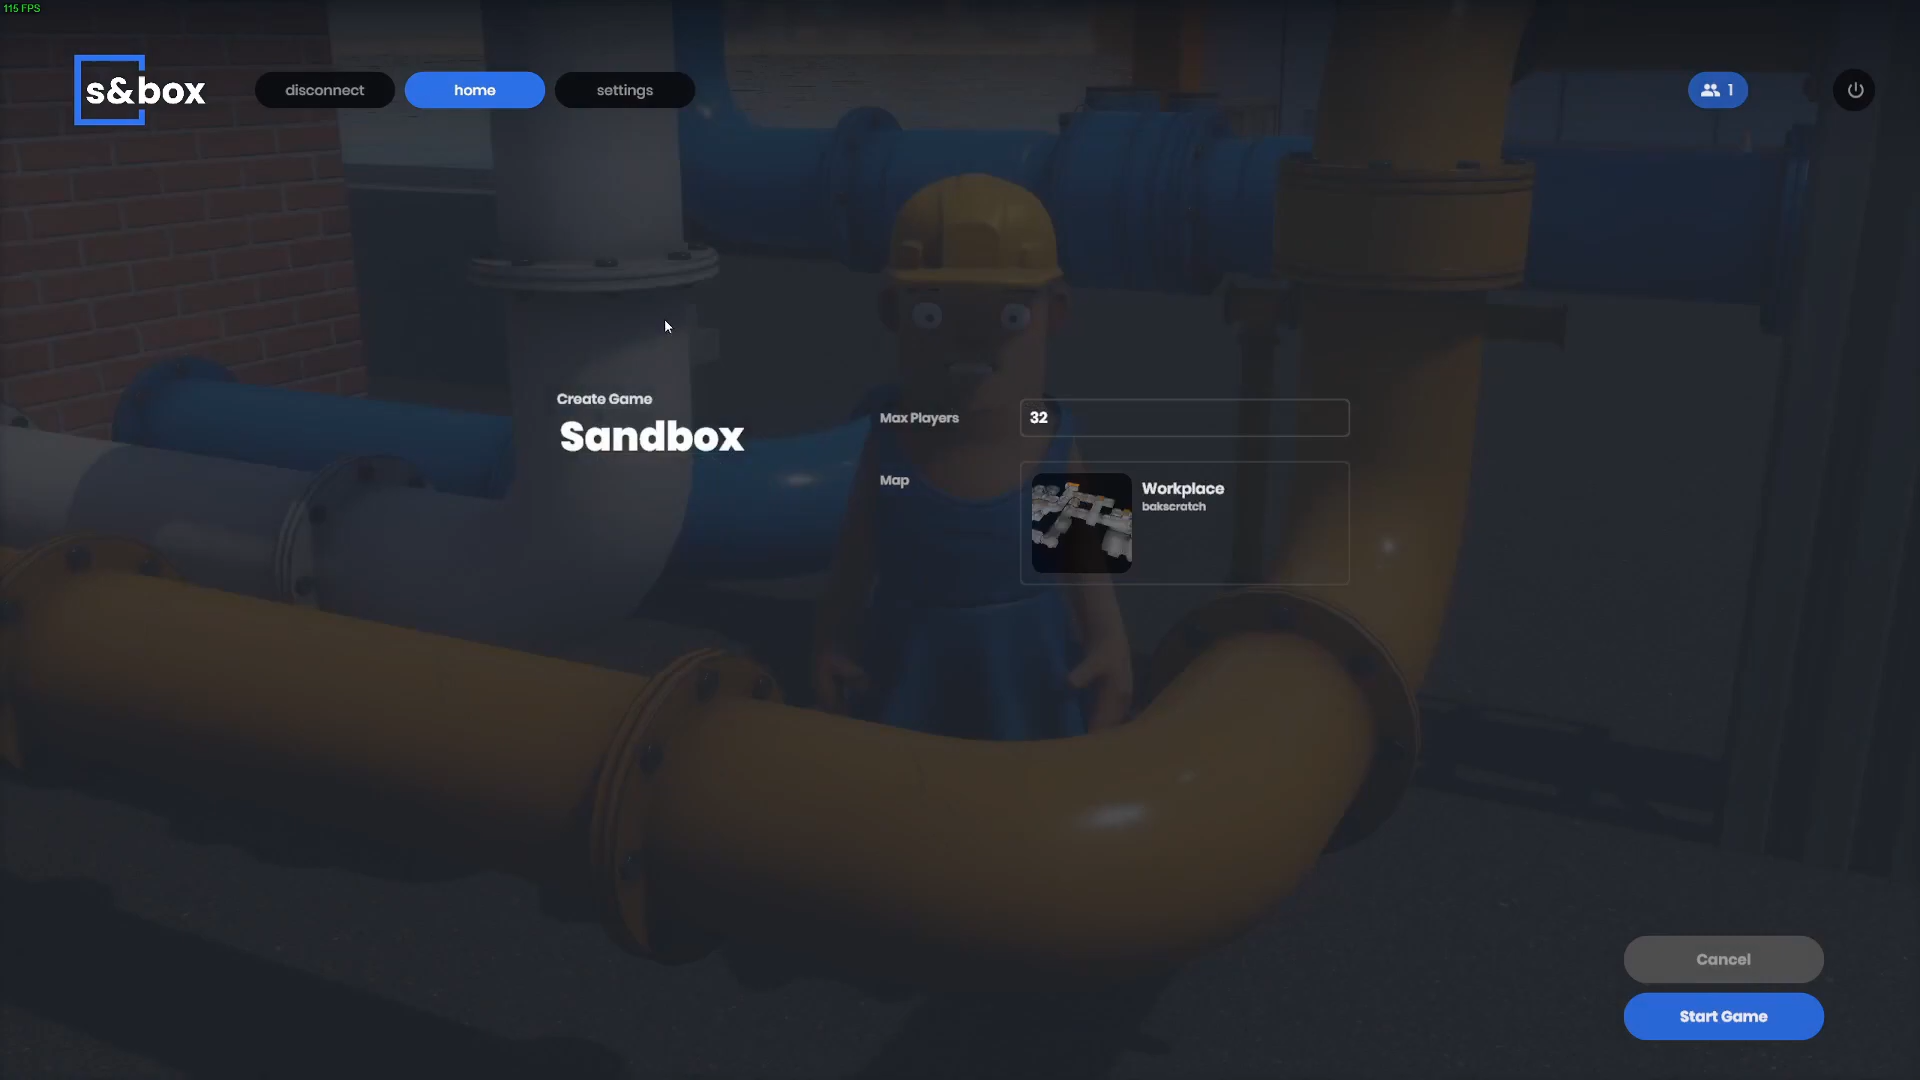 115 FPS
s&box
disconnect
home
settings
1
Create Game
Sandbox
Max Players
32
Map
Workplace
bakscratch
Cancel
Start Game